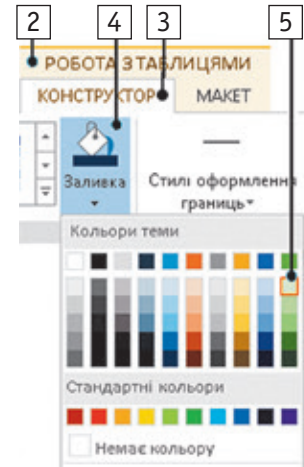 2 4 3 5
РОБОТА З ТАБЛИЦЯМИ
КОНСТРУКТОР МАКЕТ
Заливка
Стилі оформлення
границь
Кольори теми
Стандартні кольори
Немає кольору